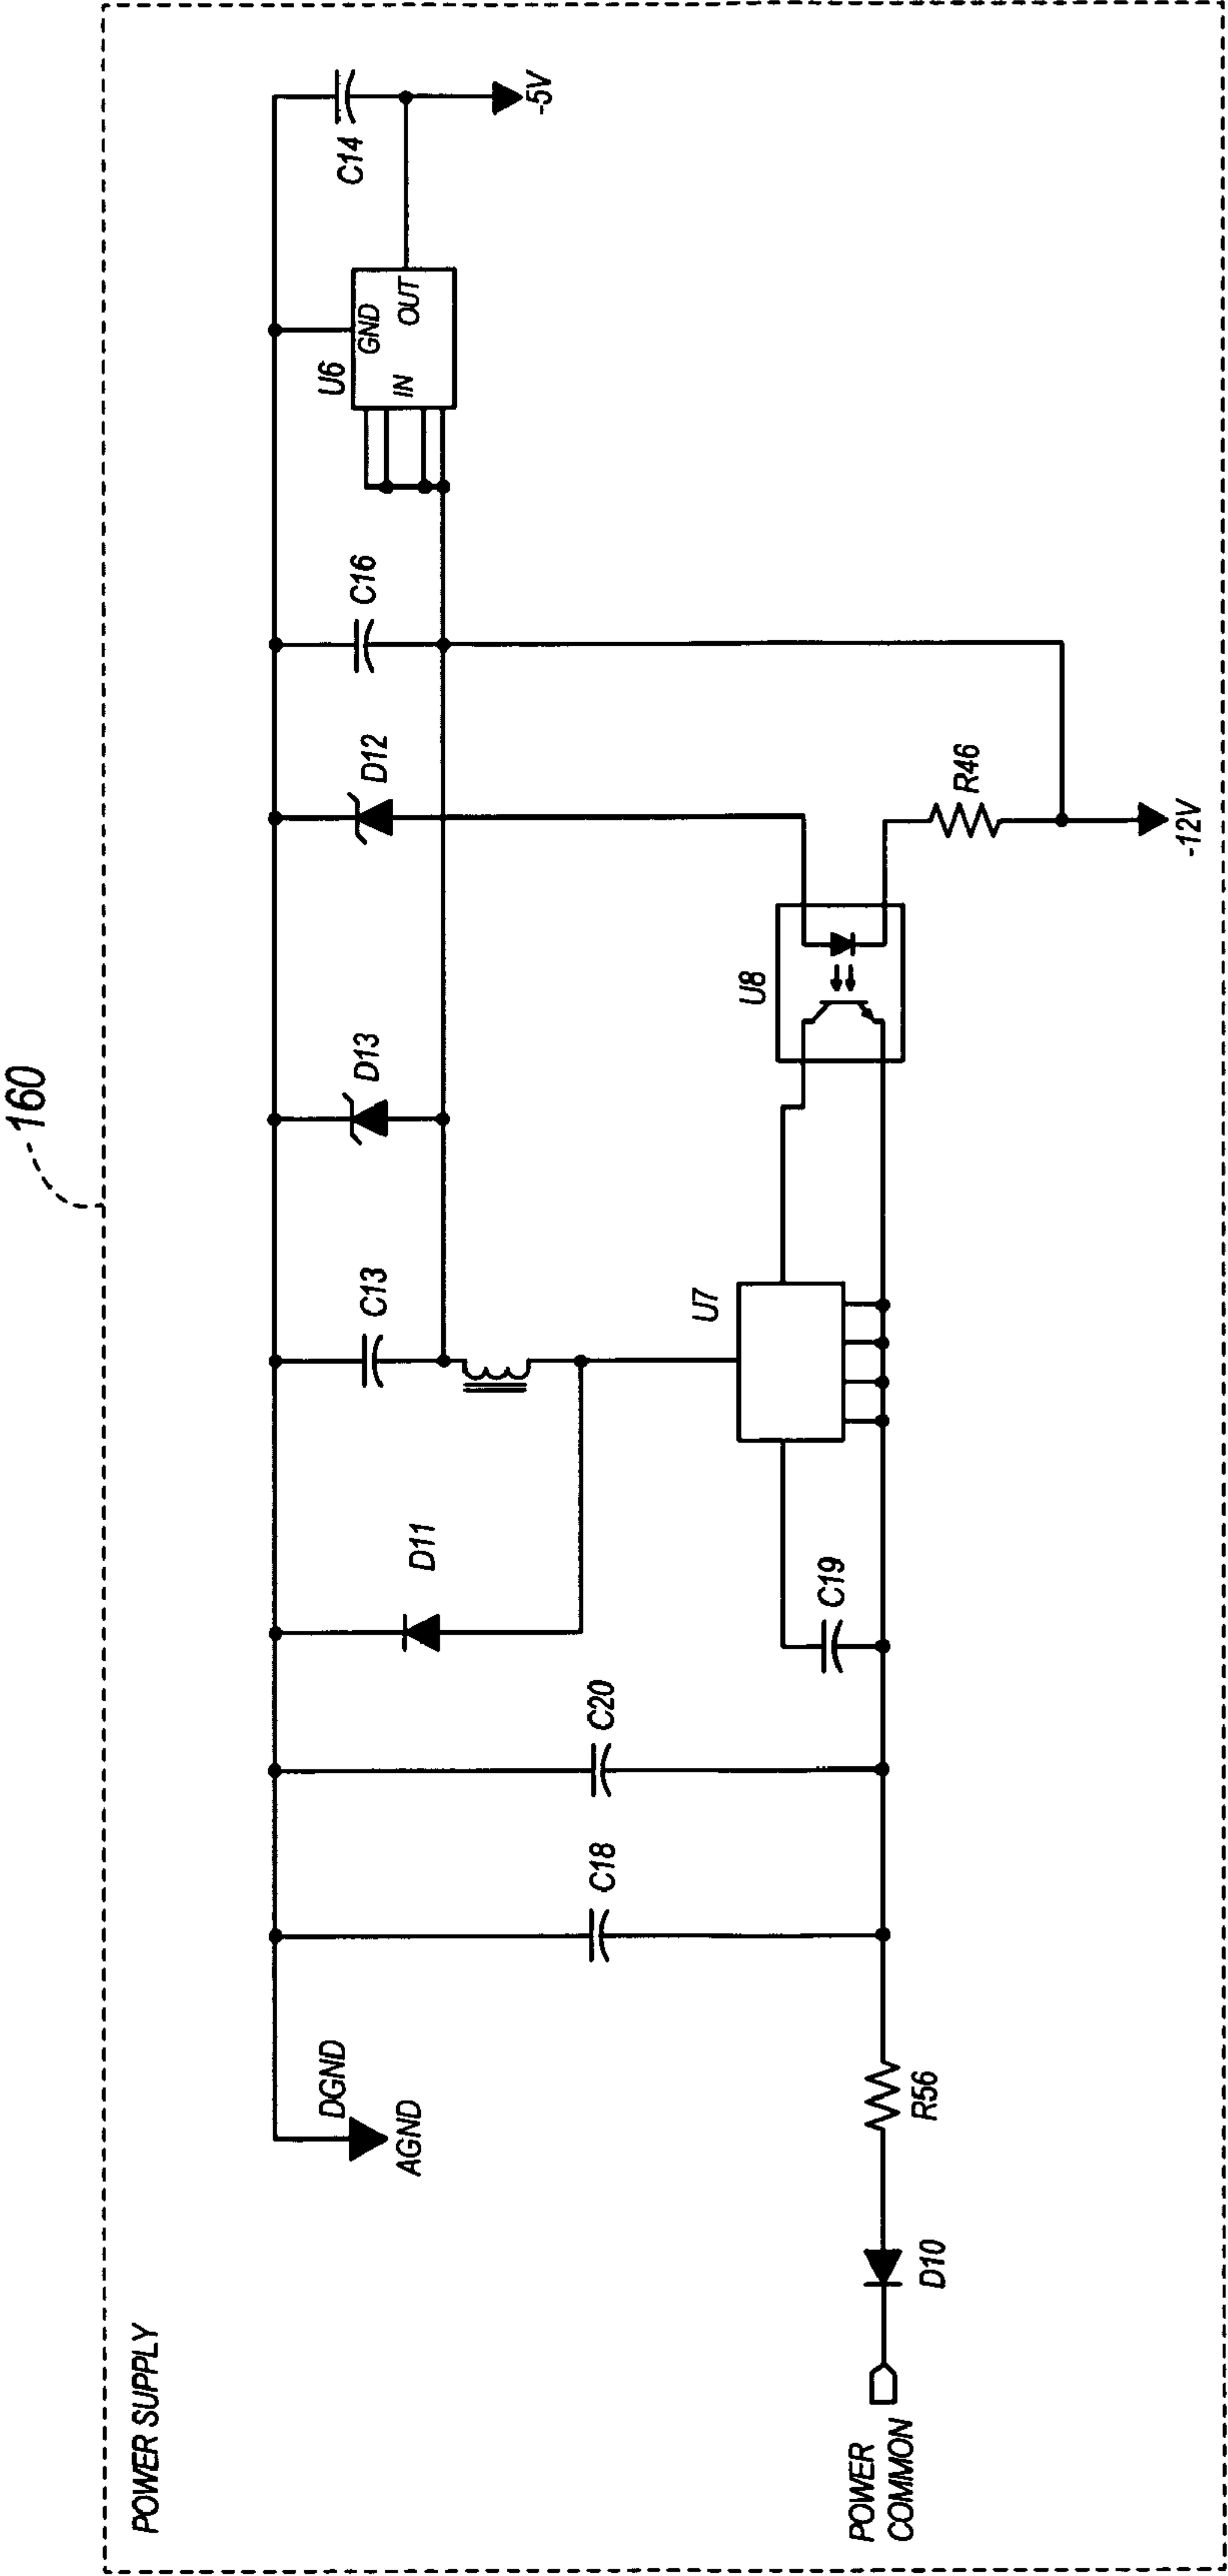 160
POWER SUPPLY
DGND
AGND
C18
C20
D11
C13
D13
D12
C16
U6
GND
IN
OUT
C14
-5V
POWER
COMMON
D10
R56
C19
U7
U8
R46
-12V